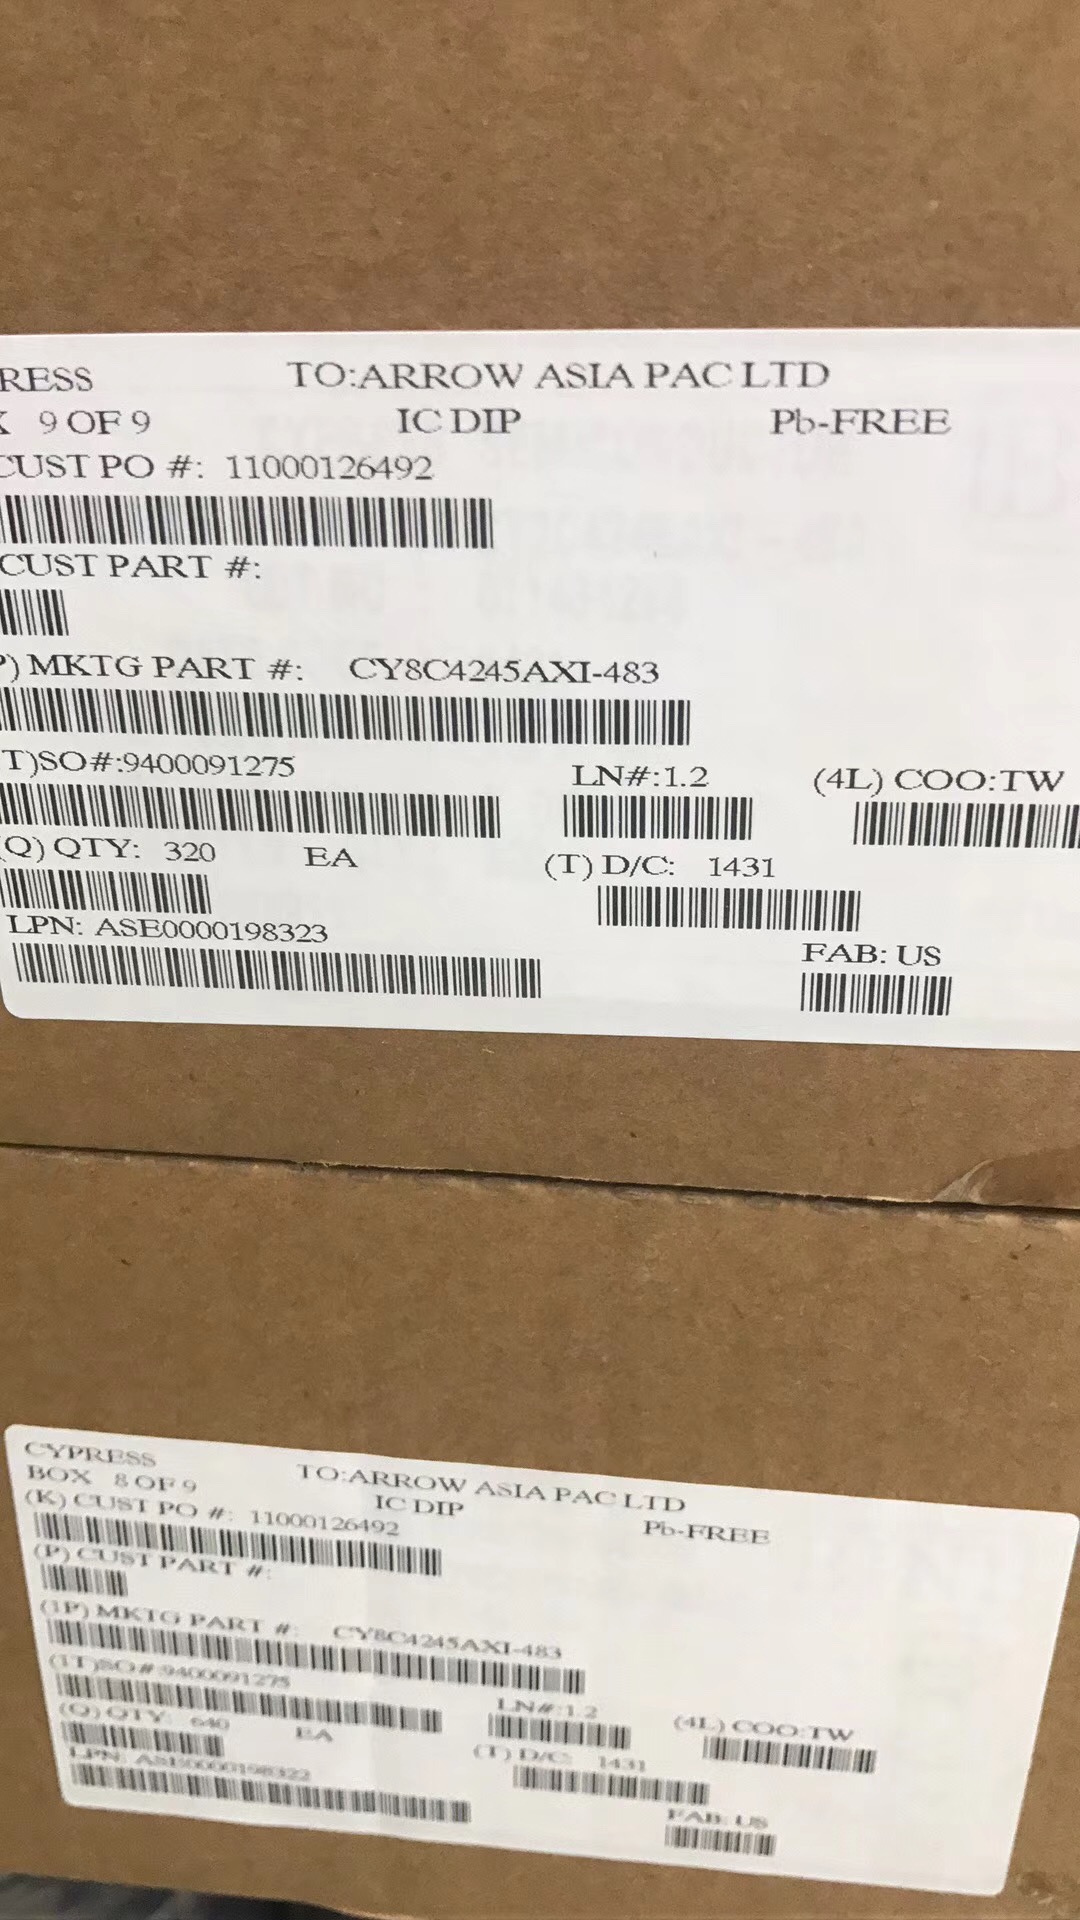 RESS TO:ARROW ASIA PAC LTD
9 OF 9 IC DIP Pb-FREE
CUST PO #: 11000126492
CUST PART #:
P) MKTG PART #: CY8C4245AXI-483
T)SO#:9400091275 LN#:1.2 (4L) COO:TW
(Q) QTY: 320 EA (T) D/C: 1431
LPN: ASE0000198323
FAB: US
CYPRESS TO:ARROW ASIA PAC LTD
BOX 8 OF 9 IC DIP Pb-FREE
(K) CUST PO #: 11000126492
(P) CUST PART #:
(1P) MKTG PART #: CY8C4245AXI-483
(1T)SO#:9400091275 LN#:1.2 (4L) COO:TW
(Q) QTY: 640 EA (T) D/C: 1431
LPN: ASE0000198322
FAB: US